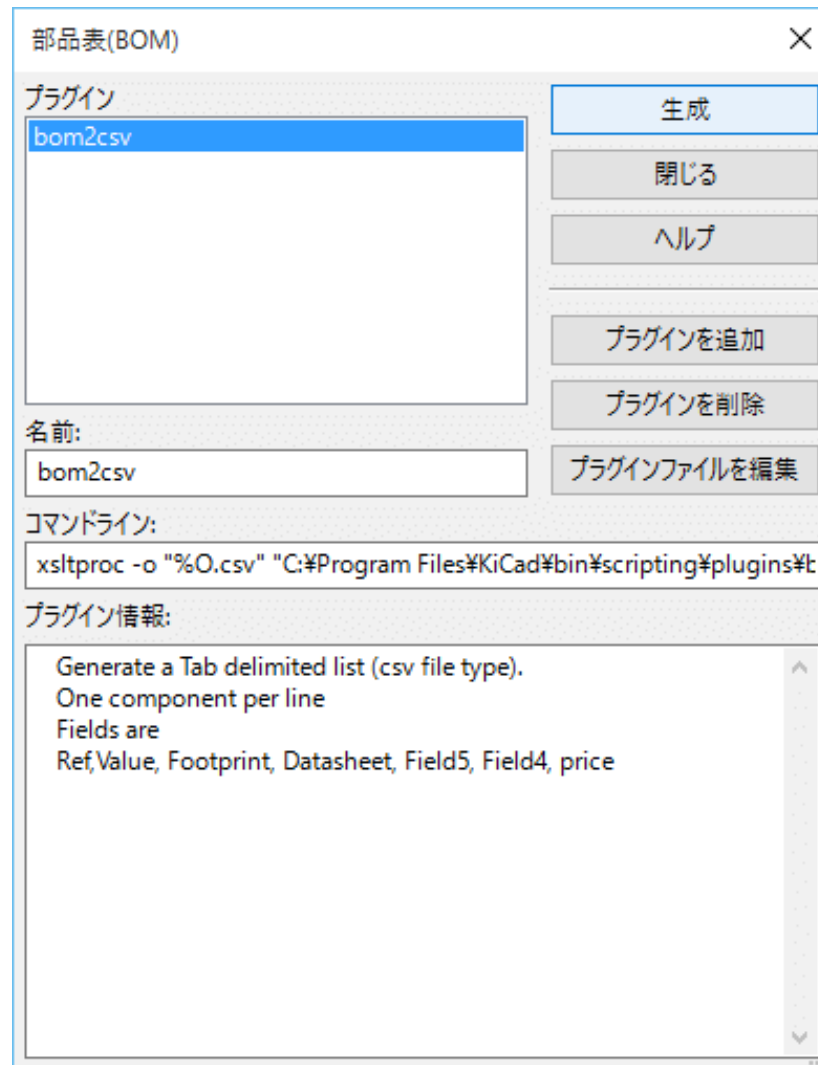 部品表(BOM)
プラグイン
bom2csv
生成
閉じる
ヘルプ
プラグインを追加
プラグインを削除
プラグインファイルを編集
名前:
bom2csv
コマンドライン:
xsltproc -o "%O.csv" "C:¥Program Files¥KiCad¥bin¥scripting¥plugins¥b
プラグイン情報:
Generate a Tab delimited list (csv file type).
One component per line
Fields are
Ref,Value, Footprint, Datasheet, Field5, Field4, price